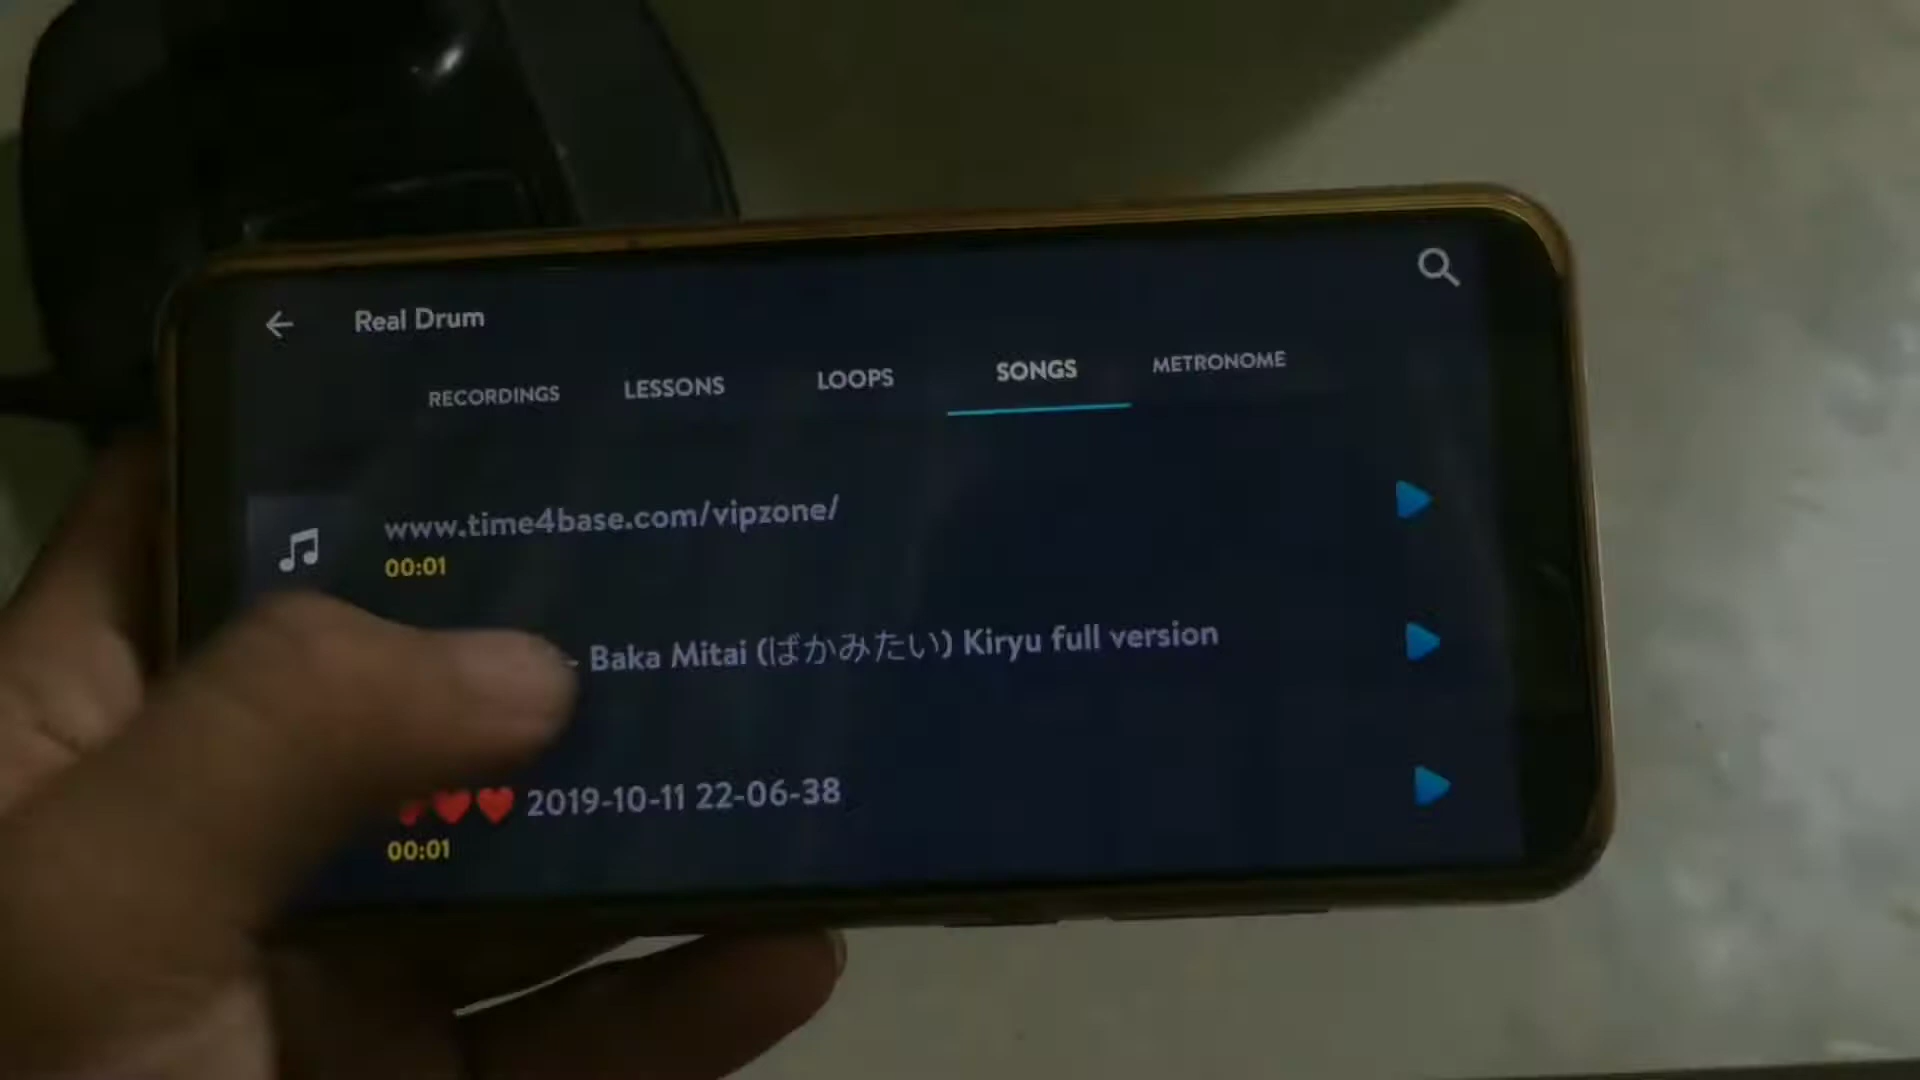 Real Drum
RECORDINGS LESSONS LOOPS SONGS METRONOME
www.time4base.com/vipzone/
00:01
- Baka Mitai (ばかみたい) Kiryu full version
❤❤ 2019-10-11 22-06-38
00:01